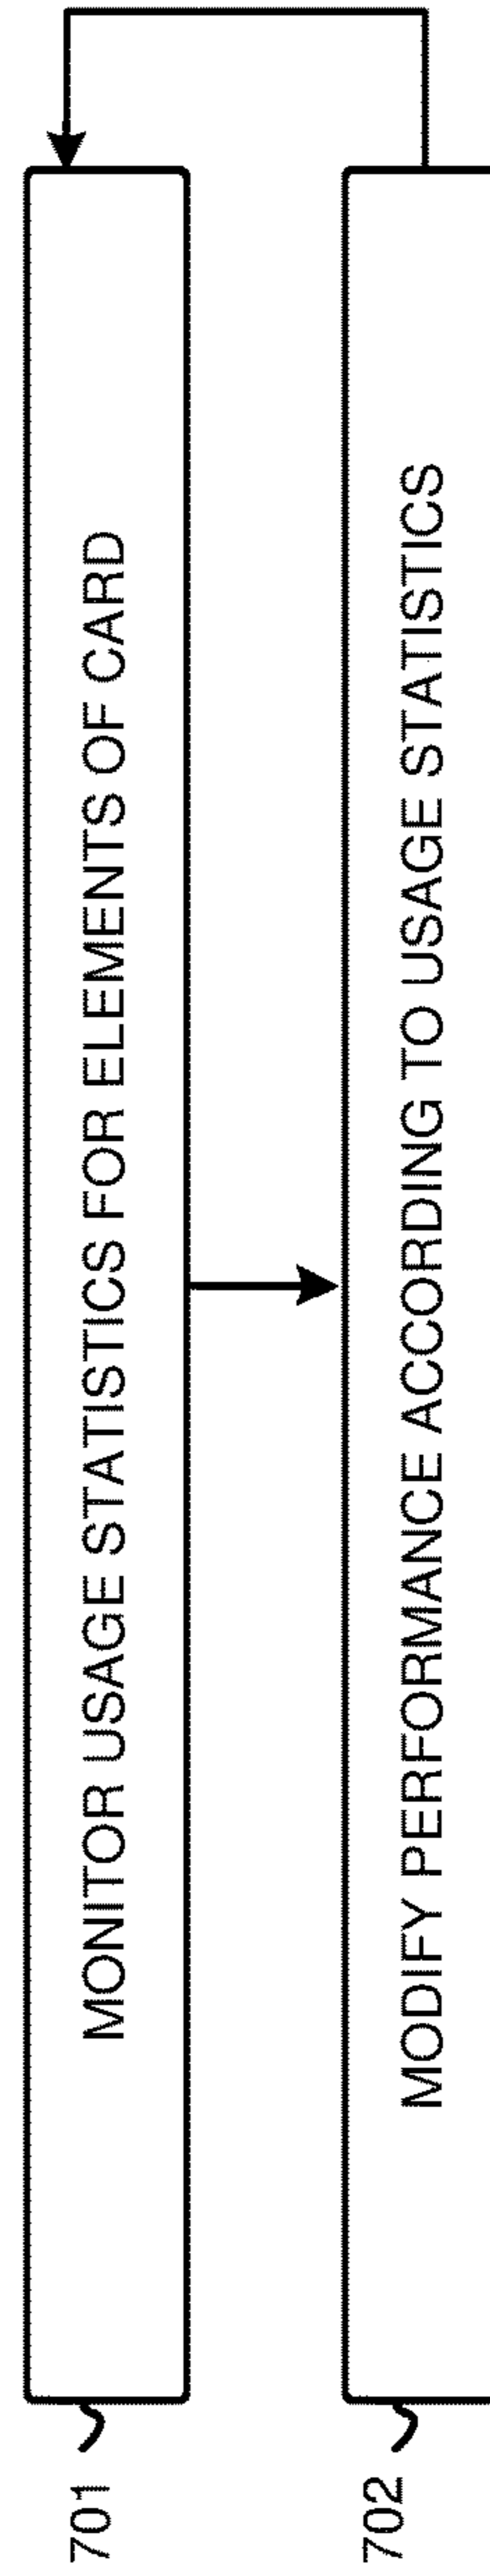 701
MONITOR USAGE STATISTICS FOR ELEMENTS OF CARD
702
MODIFY PERFORMANCE ACCORDING TO USAGE STATISTICS